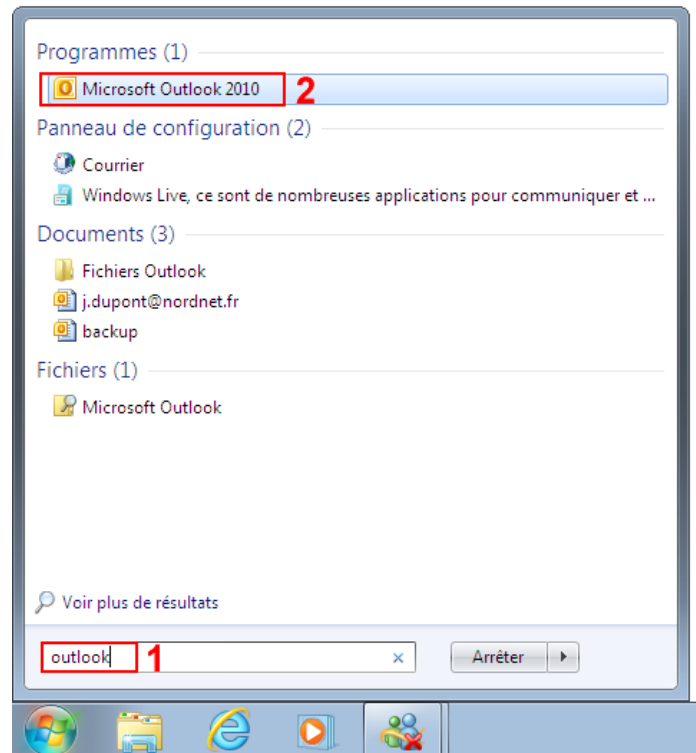 Programmes (1)
Microsoft Outlook 2010 2
Panneau de configuration (2)
Courrier
Windows Live, ce sont de nombreuses applications pour communiquer et ...
Documents (3)
Fichiers Outlook
j.dupont@nordnet.fr
backup
Fichiers (1)
Microsoft Outlook
Voir plus de résultats
outlook 1 × Arrêter